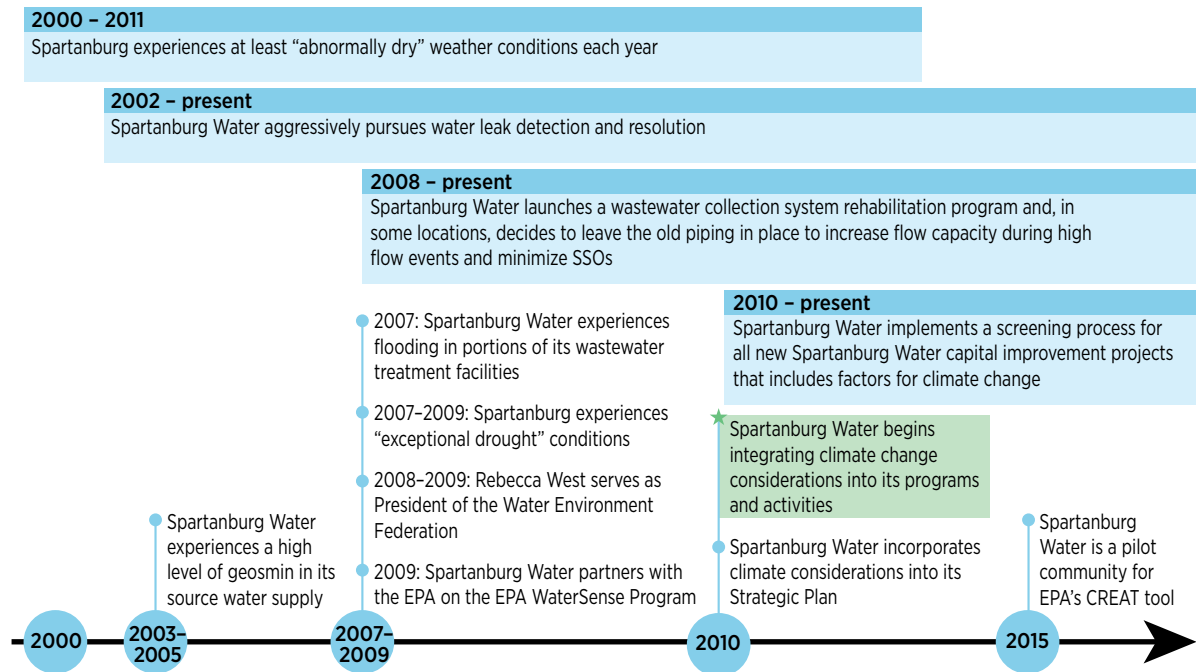 2000 – 2011
Spartanburg experiences at least “abnormally dry” weather conditions each year
2002 – present
Spartanburg Water aggressively pursues water leak detection and resolution
2008 – present
Spartanburg Water launches a wastewater collection system rehabilitation program and, in
some locations, decides to leave the old piping in place to increase flow capacity during high
flow events and minimize SSOs
2010 – present
Spartanburg Water implements a screening process for
all new Spartanburg Water capital improvement projects
that includes factors for climate change
2007: Spartanburg Water experiences
flooding in portions of its wastewater
treatment facilities
2007–2009: Spartanburg experiences
“exceptional drought” conditions
2008–2009: Rebecca West serves as
President of the Water Environment
Federation
2009: Spartanburg Water partners with
the EPA on the EPA WaterSense Program
Spartanburg Water begins
integrating climate change
considerations into its programs
and activities
Spartanburg Water incorporates
climate considerations into its
Strategic Plan
Spartanburg Water
experiences a high
level of geosmin in its
source water supply
Spartanburg
Water is a pilot
community for
EPA’s CREAT tool
2000
2003–
2005
2007–
2009
2010
2015